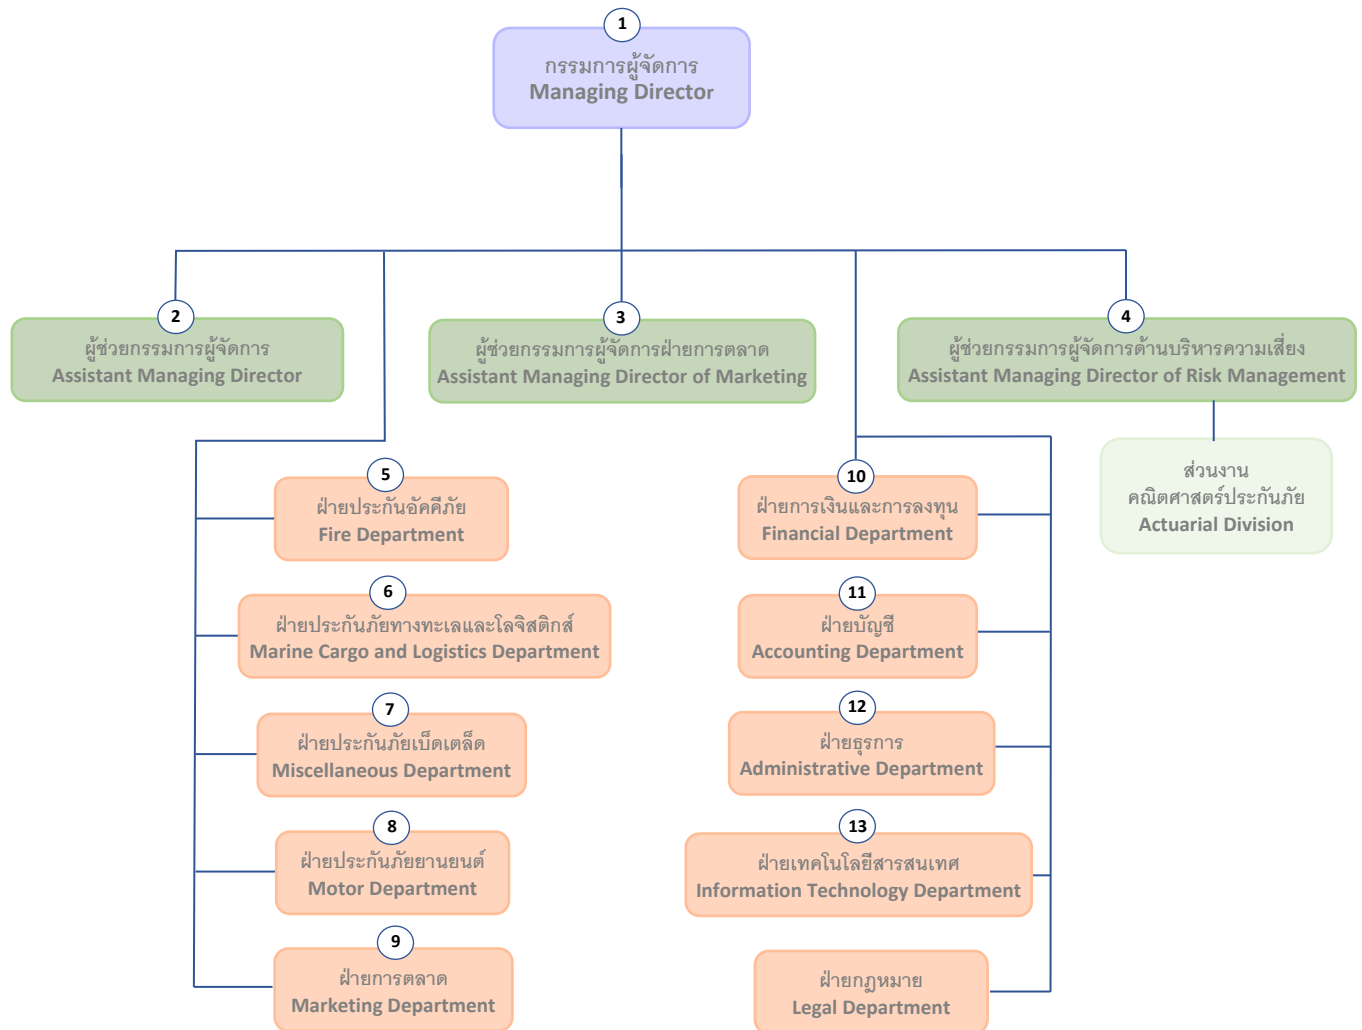 1
กรรมการผู้จัดการ
Managing Director
2
ผู้ช่วยกรรมการผู้จัดการ
Assistant Managing Director
3
ผู้ช่วยกรรมการผู้จัดการฝ่ายการตลาด
Assistant Managing Director of Marketing
4
ผู้ช่วยกรรมการผู้จัดการด้านบริหารความเสี่ยง
Assistant Managing Director of Risk Management
ส่วนงาน
คณิตศาสตร์ประกันภัย
Actuarial Division
5
ฝ่ายประกันอัคคีภัย
Fire Department
6
ฝ่ายประกันภัยทางทะเลและโลจิสติกส์
Marine Cargo and Logistics Department
7
ฝ่ายประกันภัยเบ็ดเตล็ด
Miscellaneous Department
8
ฝ่ายประกันภัยยานยนต์
Motor Department
9
ฝ่ายการตลาด
Marketing Department
10
ฝ่ายการเงินและการลงทุน
Financial Department
11
ฝ่ายบัญชี
Accounting Department
12
ฝ่ายธุรการ
Administrative Department
13
ฝ่ายเทคโนโลยีสารสนเทศ
Information Technology Department
ฝ่ายกฎหมาย
Legal Department